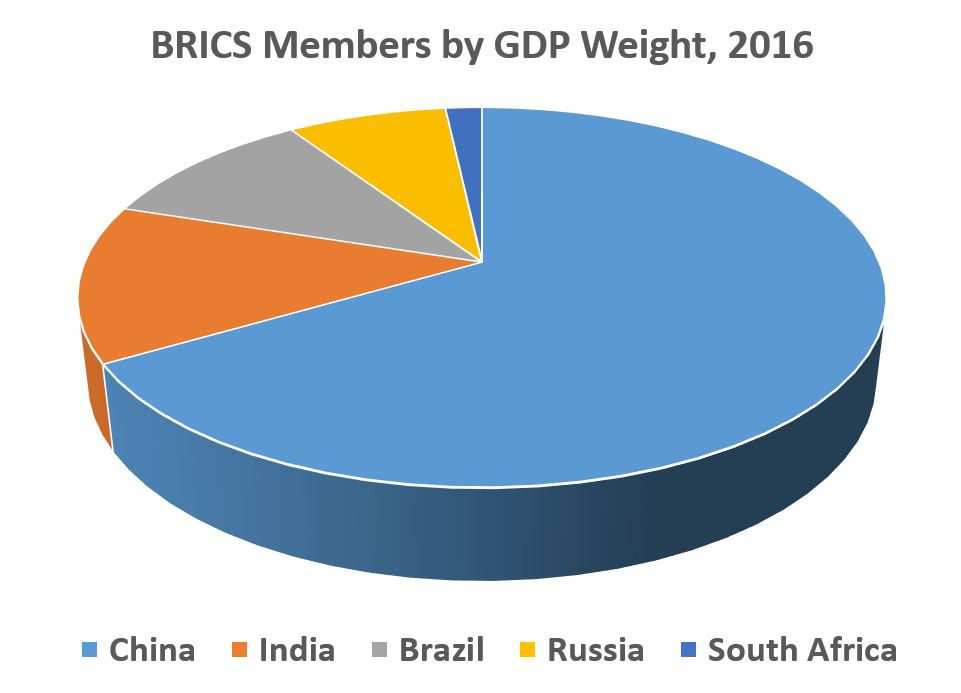 BRICS Members by GDP Weight, 2016
China India Brazil Russia South Africa